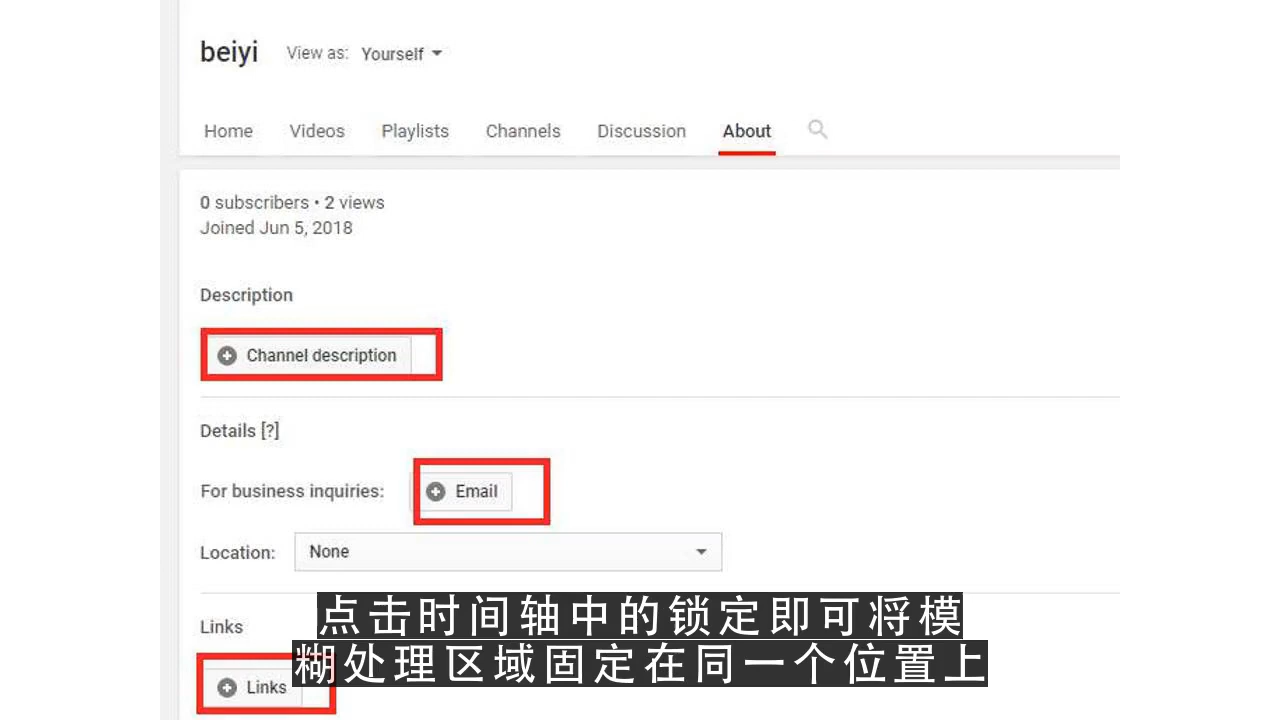 beiyi View as: Yourself
Home Videos Playlists Channels Discussion About
0 subscribers • 2 views
Joined Jun 5, 2018
Description
Channel description
Details [?]
For business inquiries: Email
Location: None
Links
点击时间轴中的锁定即可将模
糊处理区域固定在同一个位置上
Links